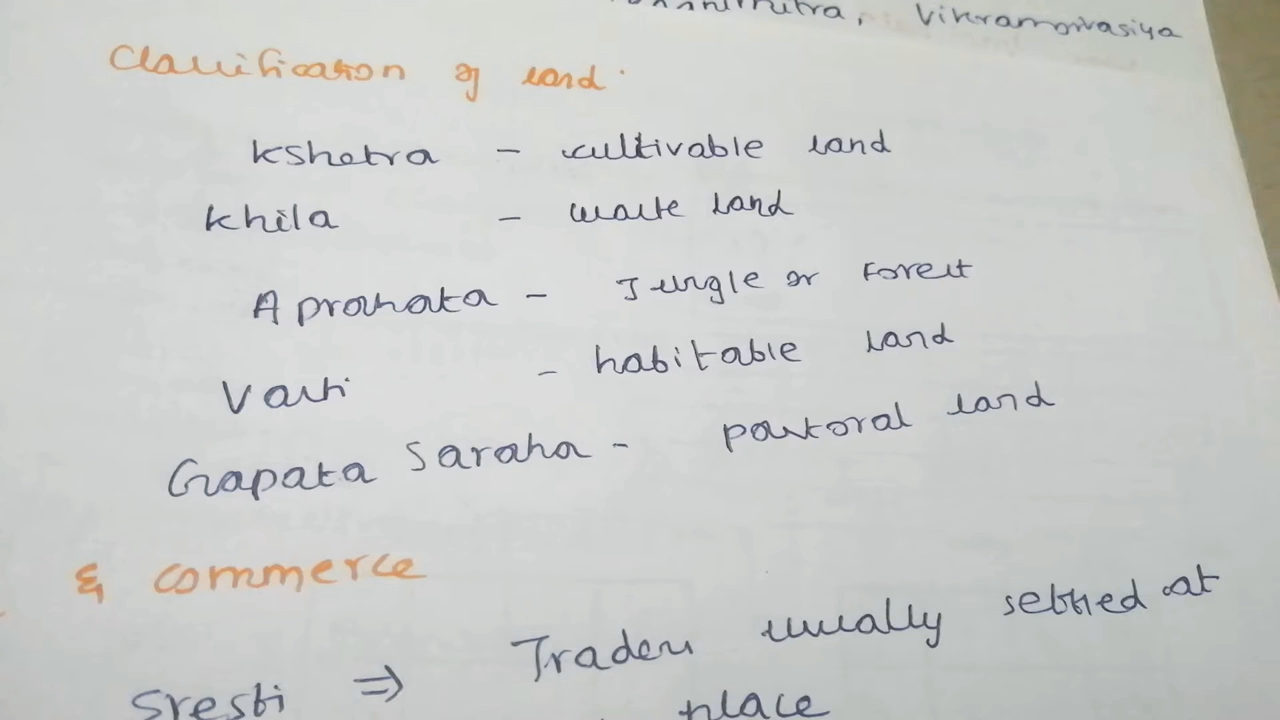 Vikramorvasiya
Classification of land.
Kshetra - cultivable land
Khila - waste land
Aprahata - Jungle or Forest
Vasti - habitable land
Gapata Saraha - pastoral land
& commerce
Sresti ⇒ Traders usually settled at
place